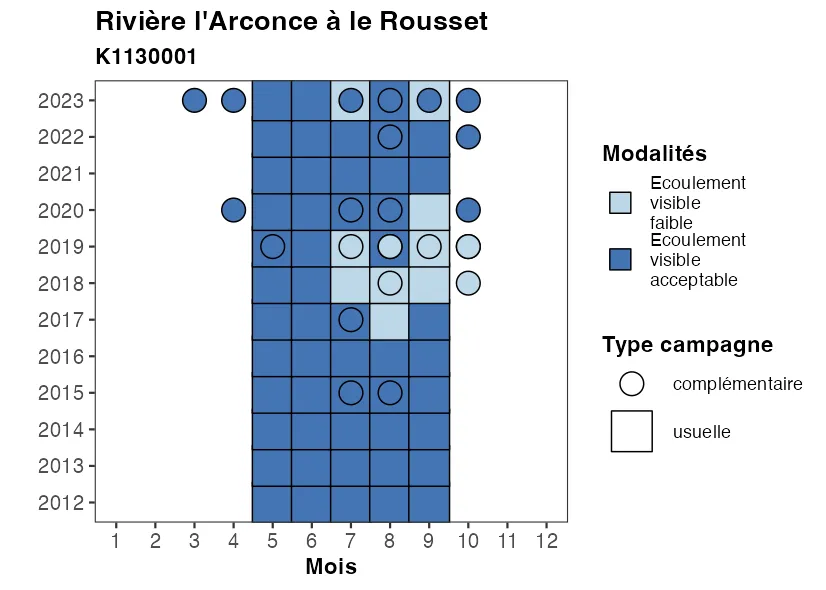 Rivière l'Arconce à le Rousset
K1130001
2023
2022
2021
2020
2019
2018
2017
2016
2015
2014
2013
2012
1 2 3 4 5 6 7 8 9 10 11 12
Mois
Modalités
Ecoulement
visible
faible
Ecoulement
visible
acceptable
Type campagne
complémentaire
usuelle